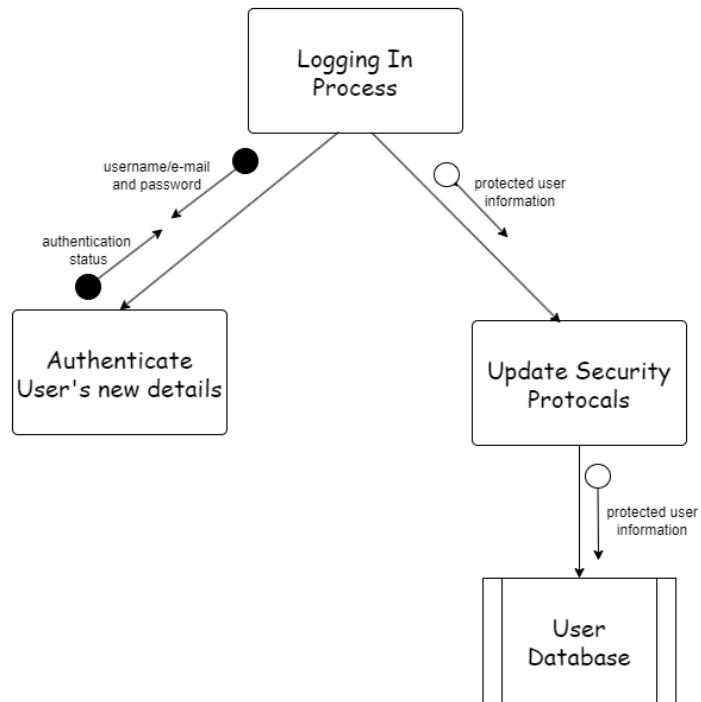 Logging In
Process
username/e-mail
and password
protected user
information
authentication
status
Authenticate
User's new details
Update Security
Protocals
protected user
information
User
Database